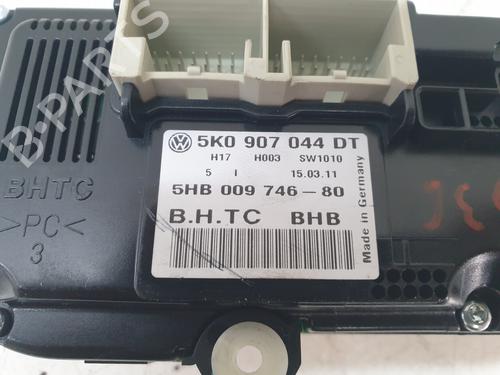 B-PARTS
5K0 907 044 DT
H17 H003 SW1010
5 I 15.03.11
5HB 009 746-80
B.H.TC BHB
Made in Germany
BHTC
>PC<
3